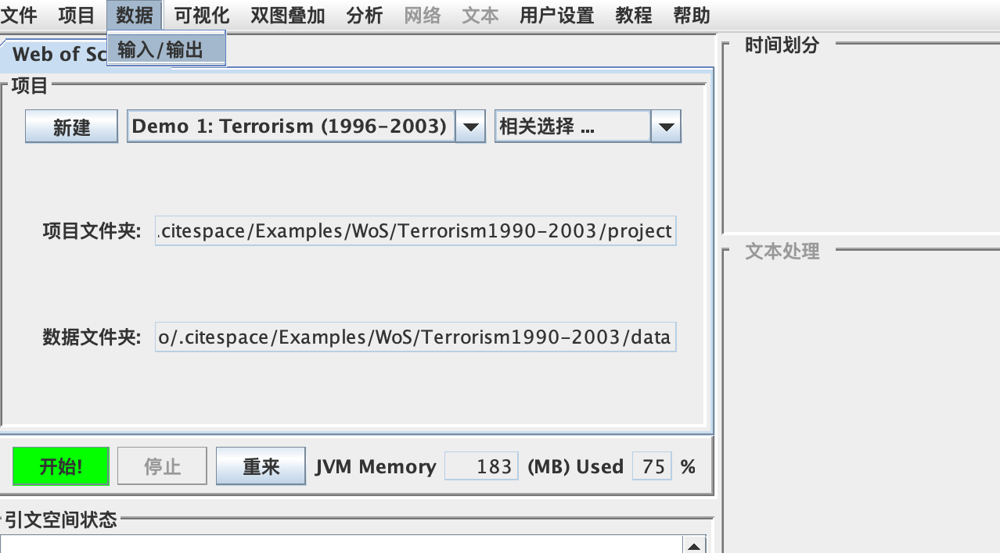 文件 项目 数据 可视化 双图叠加 分析 网络 文本 用户设置 教程 帮助
输入/输出
Web of Sc
时间划分
项目
新建 Demo 1: Terrorism (1996-2003) 相关选择 ...
项目文件夹: .citespace/Examples/WoS/Terrorism1990-2003/project
文本处理
数据文件夹: o/.citespace/Examples/WoS/Terrorism1990-2003/data
开始! 停止 重来 JVM Memory 183 (MB) Used 75 %
引文空间状态